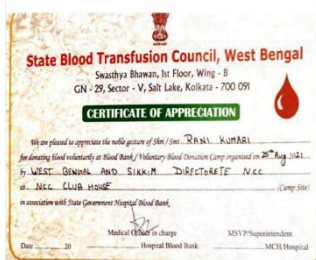 State Blood Transfusion Council, West Bengal
Swasthya Bhawan, Ist Floor, Wing - B
GN - 29, Sector - V, Salt Lake, Kolkata - 700 091
CERTIFICATE OF APPRECIATION
We are pleased to appreciate the noble gesture of Shri / Smt RANI KUMARI
for donating blood voluntarily at Blood Bank / Voluntary Blood Donation Camp organised on 25th Aug 2021
by WEST BENGAL AND SIKKIM DIRECTORETE NCC
at NCC CLUB HOUSE (Camp Site)
in association with State Government Hospital Blood Bank.
Medical Officer in charge MSVP/Superintendent
Date 20 Hospital Blood Bank MCH/Hospital